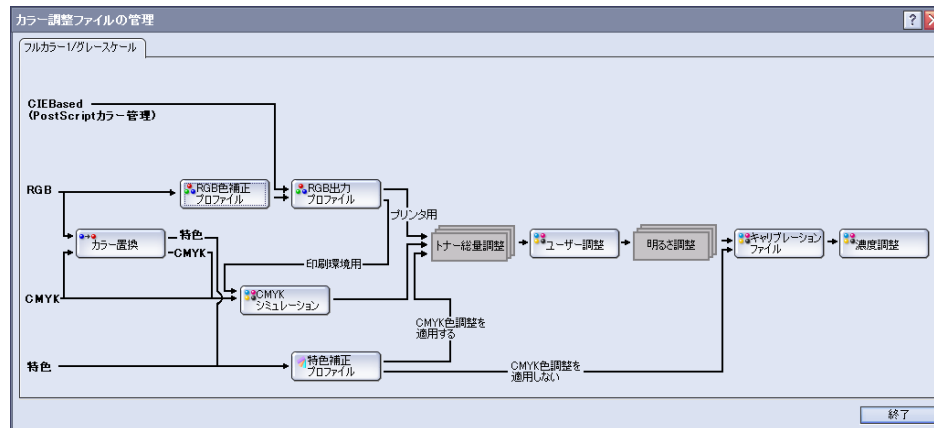 カラー調整ファイルの管理
?
フルカラー1/グレースケール
CIEBased
(PostScriptカラー管理)
RGB
RGB色補正
プロファイル
RGB出力
プロファイル
プリンタ用
カラー置換
特色
CMYK
トナー総量調整
ユーザー調整
明るさ調整
キャリブレーション
ファイル
濃度調整
印刷環境用
CMYK
CMYK
シミュレーション
CMYK色調整を
適用する
特色
特色補正
プロファイル
CMYK色調整を
適用しない
終了